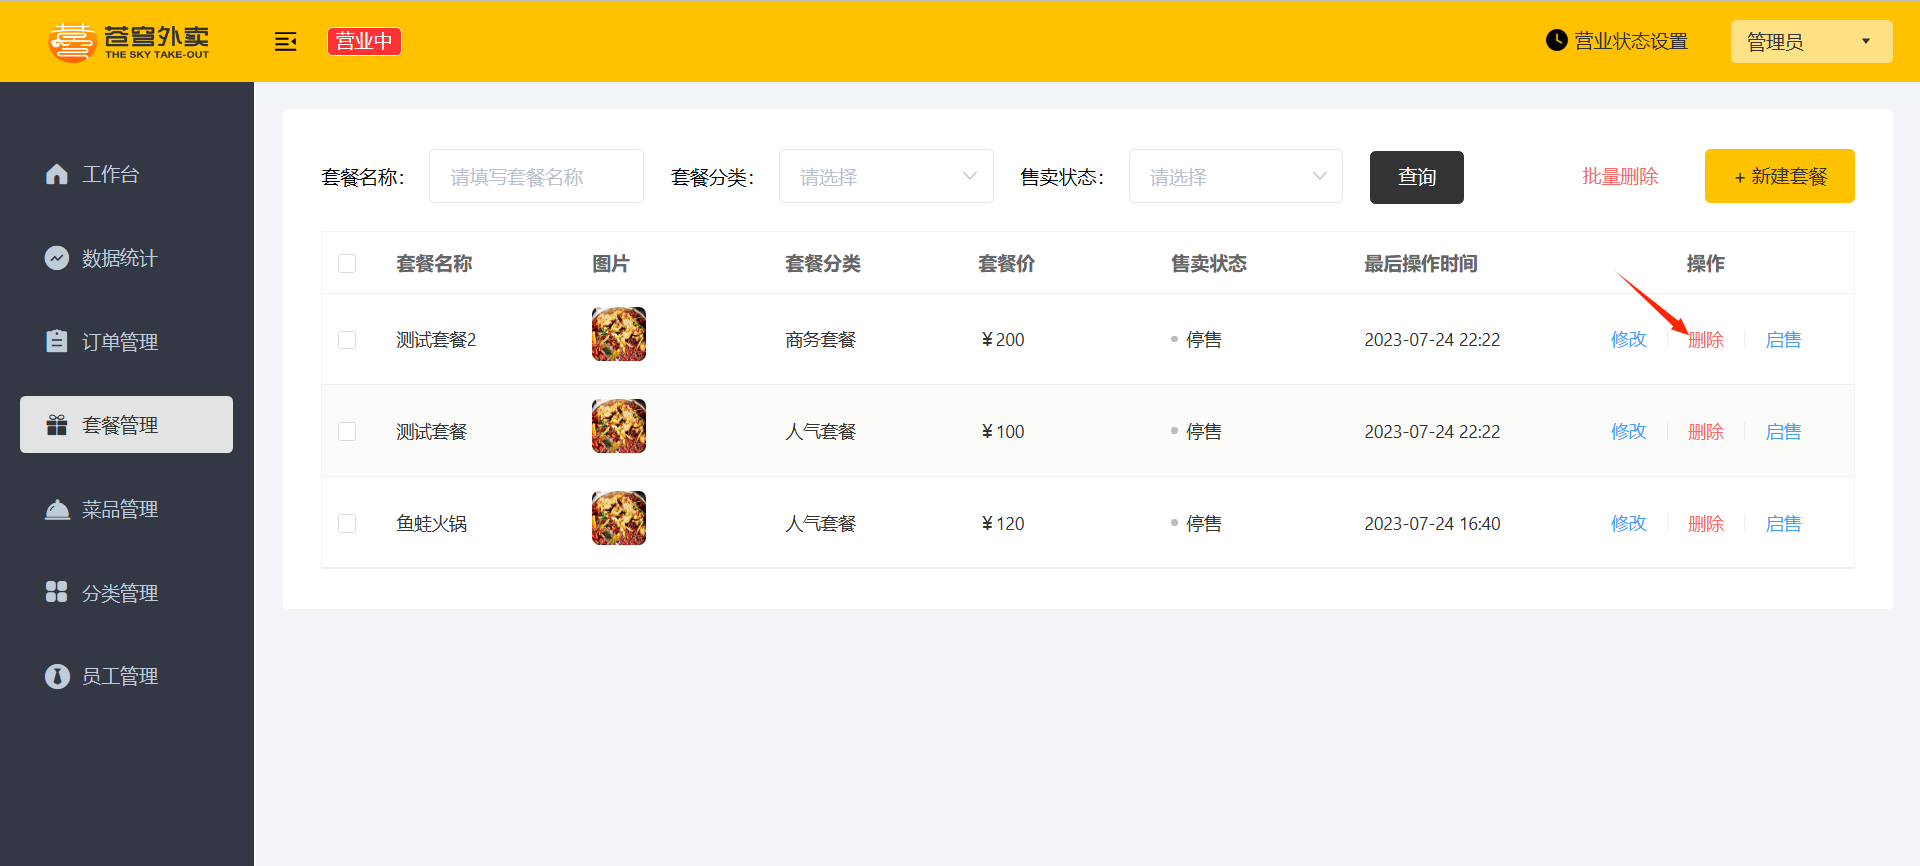 苍穹外卖
THE SKY TAKE-OUT
营业中
营业状态设置
管理员
工作台
数据统计
订单管理
套餐管理
菜品管理
分类管理
员工管理
套餐名称： 请填写套餐名称 套餐分类： 请选择 售卖状态： 请选择 查询 批量删除 + 新建套餐
套餐名称 图片 套餐分类 套餐价 售卖状态 最后操作时间 操作
测试套餐2 商务套餐 ¥200 停售 2023-07-24 22:22 修改 删除 启售
测试套餐 人气套餐 ¥100 停售 2023-07-24 22:22 修改 删除 启售
鱼蛙火锅 人气套餐 ¥120 停售 2023-07-24 16:40 修改 删除 启售